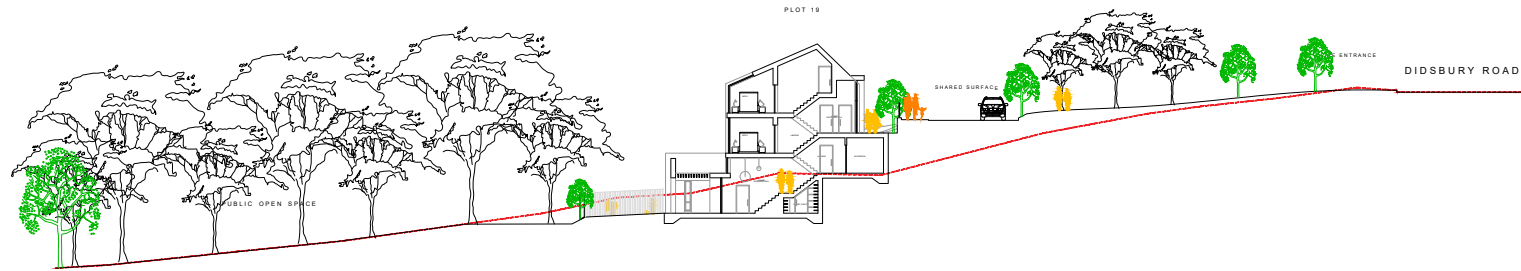 PLOT 19
ENTRANCE
DIDSBURY ROAD
SHARED SURFACE
PUBLIC OPEN SPACE